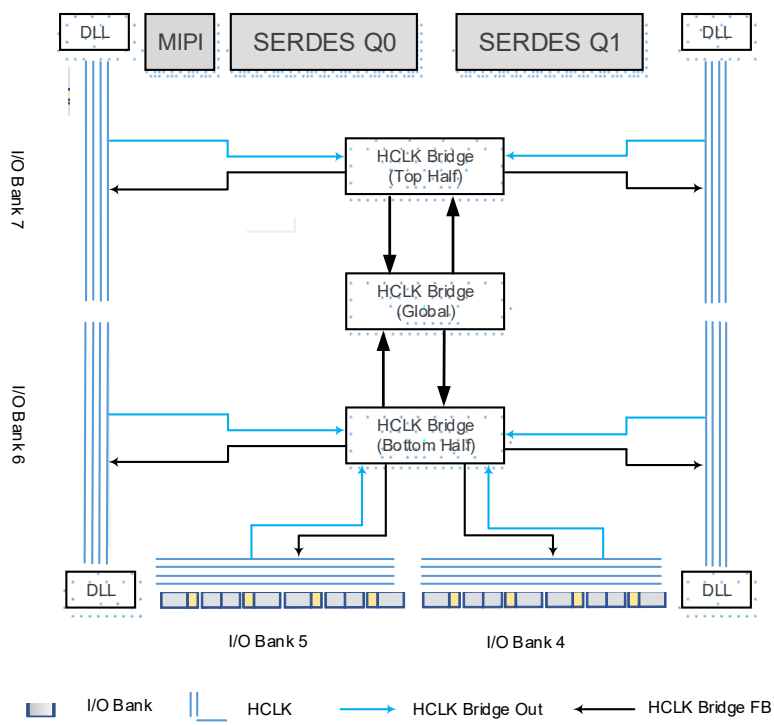 DLL
MIPI
SERDES Q0
SERDES Q1
DLL
I/O Bank 7
HCLK Bridge
(Top Half)
HCLK Bridge
(Global)
I/O Bank 6
HCLK Bridge
(Bottom Half)
DLL
DLL
I/O Bank 5
I/O Bank 4
I/O Bank
HCLK
HCLK Bridge Out
HCLK Bridge FB